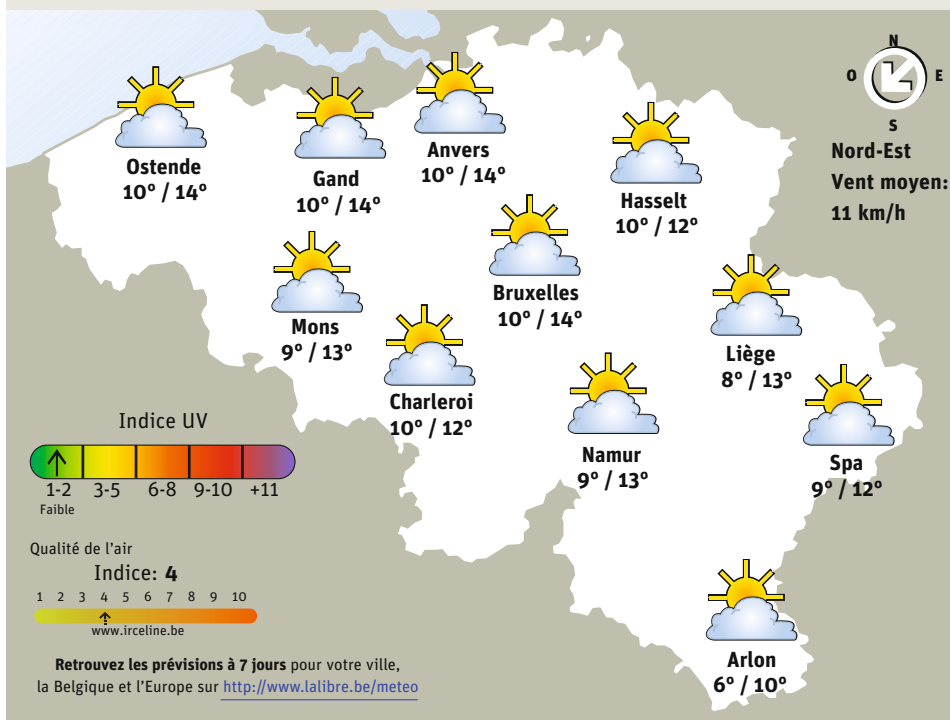 N
O E
S
Nord-Est
Vent moyen:
11 km/h
Ostende
10° / 14°
Gand
10° / 14°
Anvers
10° / 14°
Hasselt
10° / 12°
Bruxelles
10° / 14°
Mons
9° / 13°
Charleroi
10° / 12°
Liège
8° / 13°
Namur
9° / 13°
Spa
9° / 12°
Arlon
6° / 10°
Indice UV
1-2 3-5 6-8 9-10 +11
Faible
Qualité de l'air
Indice: 4
1 2 3 4 5 6 7 8 9 10
www.irceline.be
Retrouvez les prévisions à 7 jours pour votre ville,
la Belgique et l'Europe sur http://www.lalibre.be/meteo